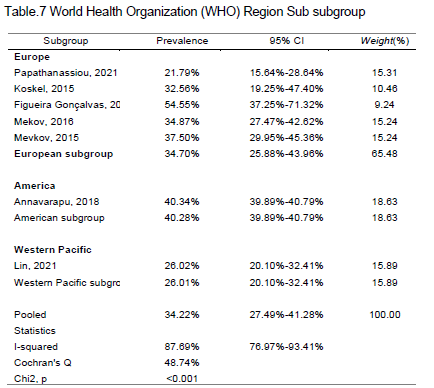 Table.7 World Health Organization (WHO) Region Sub subgroup
Subgroup Prevalence 95% CI Weight(%)
Europe
Papathanassiou, 2021 21.79% 15.64%-28.64% 15.31
Koskel, 2015 32.56% 19.25%-47.40% 10.46
Figueira Gonçalvas, 20 54.55% 37.25%-71.32% 9.24
Mekov, 2016 34.87% 27.47%-42.62% 15.24
Mevkov, 2015 37.50% 29.95%-45.36% 15.24
European subgroup 34.70% 25.88%-43.96% 65.48
America
Annavarapu, 2018 40.34% 39.89%-40.79% 18.63
American subgroup 40.28% 39.89%-40.79% 18.63
Western Pacific
Lin, 2021 26.02% 20.10%-32.41% 15.89
Western Pacific subgrc 26.01% 20.10%-32.41% 15.89
Pooled 34.22% 27.49%-41.28% 100.00
Statistics
I-squared 87.69% 76.97%-93.41%
Cochran's Q 48.74%
Chi2, p <0.001